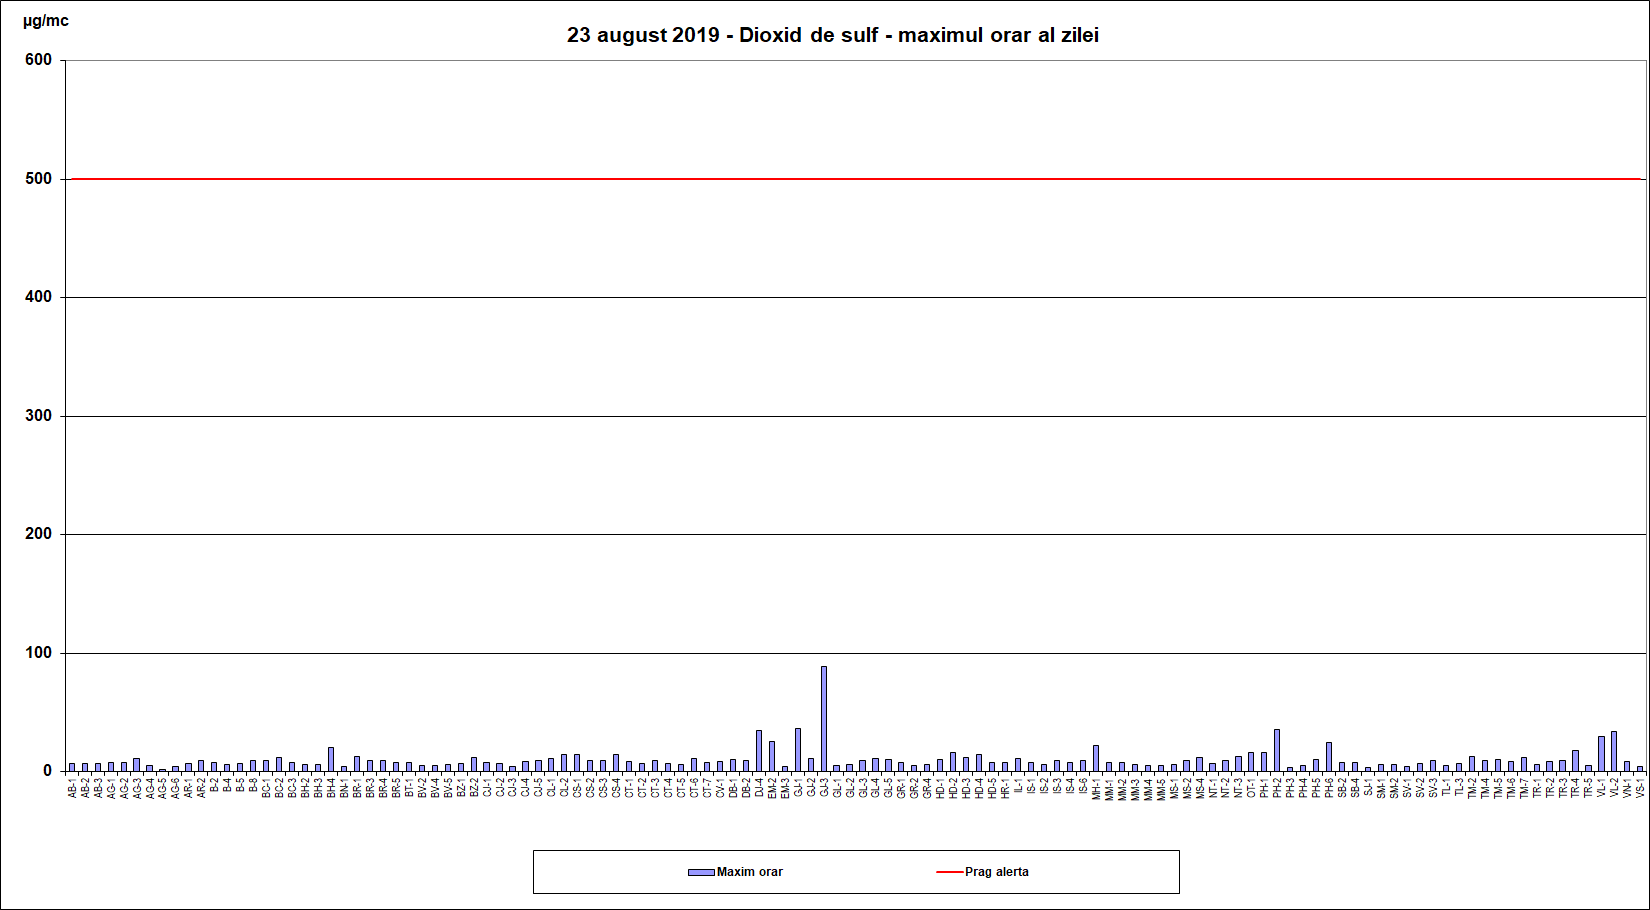 µg/mc
23 august 2019 - Dioxid de sulf - maximul orar al zilei
600
500
400
300
200
100
0
AB-1 AB-2 AB-3 AG-1 AG-2 AG-3 AG-4 AG-5 AG-6 AR-1 AR-2 B-2 B-4 B-5 B-8 BC-1 BC-2 BC-3 BH-2 BH-3 BH-4 BN-1 BR-1 BR-3 BR-4 BR-5 BT-1 BV-2 BV-4 BV-5 BZ-1 BZ-2 CJ-1 CJ-2 CJ-3 CJ-4 CJ-5 CL-1 CL-2 CS-1 CS-2 CS-3 CS-4 CT-1 CT-2 CT-3 CT-4 CT-5 CT-6 CT-7 CV-1 DB-1 DB-2 DJ-4 EM-2 EM-3 GJ-1 GJ-2 GJ-3 GL-1 GL-2 GL-3 GL-4 GL-5 GR-1 GR-2 GR-4 HD-1 HD-2 HD-3 HD-4 HD-5 HR-1 IL-1 IS-1 IS-2 IS-3 IS-4 IS-6 MH-1 MM-1 MM-2 MM-3 MM-4 MM-5 MS-1 MS-2 MS-4 NT-1 NT-2 NT-3 OT-1 PH-1 PH-2 PH-3 PH-4 PH-5 PH-6 SB-2 SB-4 SJ-1 SM-1 SM-2 SV-1 SV-2 SV-3 TL-1 TL-3 TM-2 TM-4 TM-5 TM-6 TM-7 TR-1 TR-2 TR-3 TR-4 TR-5 VL-1 VL-2 VN-1 VS-1
Maxim orar
Prag alerta